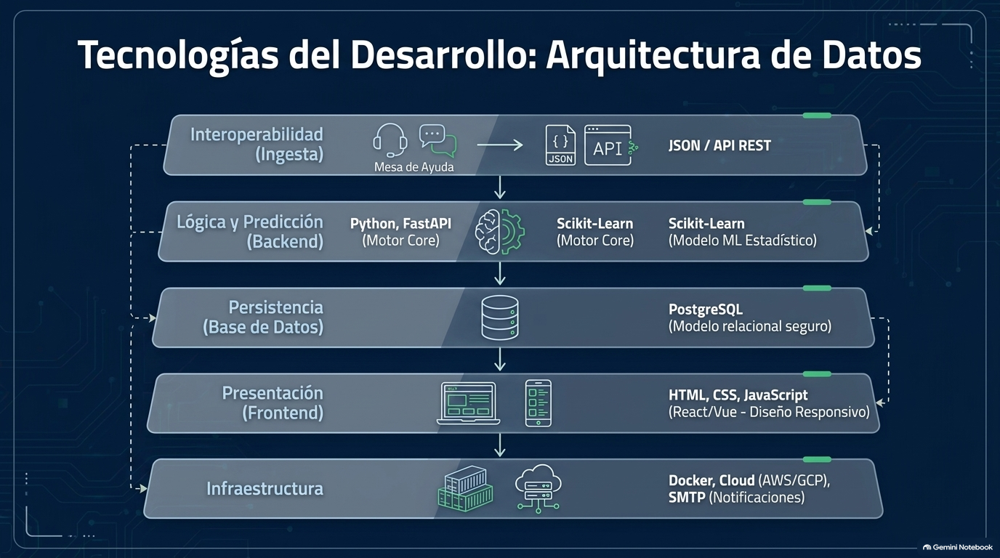 Tecnologías del Desarrollo: Arquitectura de Datos
Interoperabilidad
(Ingesta)
Mesa de Ayuda
{ }
JSON
API
JSON / API REST
Lógica y Predicción
(Backend)
Python, FastAPI
(Motor Core)
Scikit-Learn
(Motor Core)
Scikit-Learn
(Modelo ML Estadístico)
Persistencia
(Base de Datos)
PostgreSQL
(Modelo relacional seguro)
Presentación
(Frontend)
HTML, CSS, JavaScript
(React/Vue - Diseño Responsivo)
Infraestructura
Docker, Cloud (AWS/GCP),
SMTP (Notificaciones)
Gemini Notebook